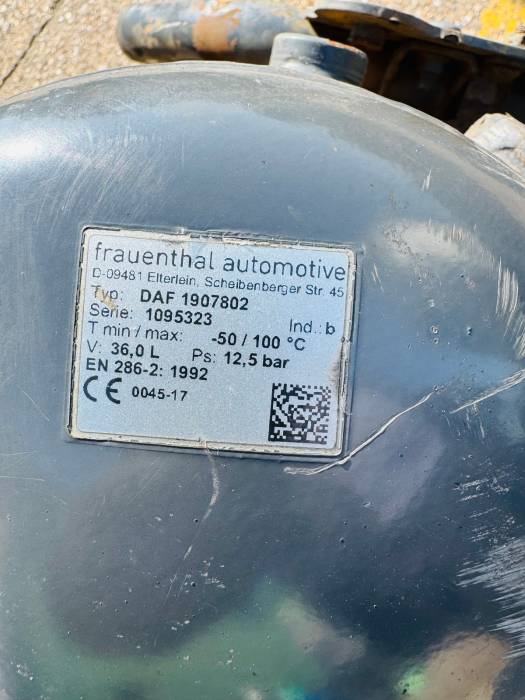 frauenthal automotive
D-09481 Elterlein, Scheibenberger Str. 45
Typ: DAF 1907802
Serie: 1095323 Ind.: b
T min / max: -50 / 100 °C
V: 36,0 L Ps: 12,5 bar
EN 286-2: 1992
CE 0045-17